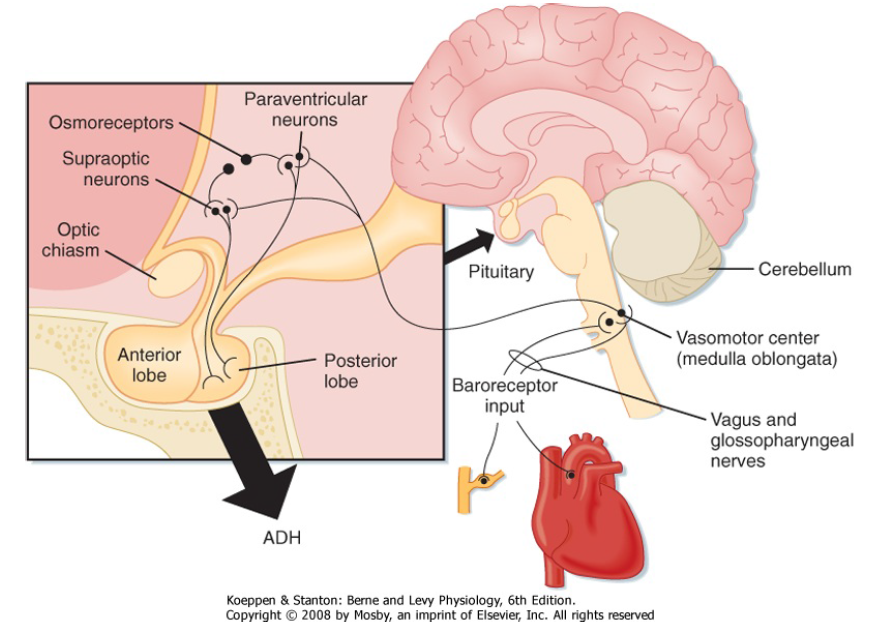 Paraventricular
neurons
Osmoreceptors
Supraoptic
neurons
Optic
chiasm
Anterior
lobe
Posterior
lobe
ADH
Pituitary
Cerebellum
Vasomotor center
(medulla oblongata)
Baroreceptor
input
Vagus and
glossopharyngeal
nerves
Koeppen & Stanton: Berne and Levy Physiology, 6th Edition.
Copyright © 2008 by Mosby, an imprint of Elsevier, Inc. All rights reserved